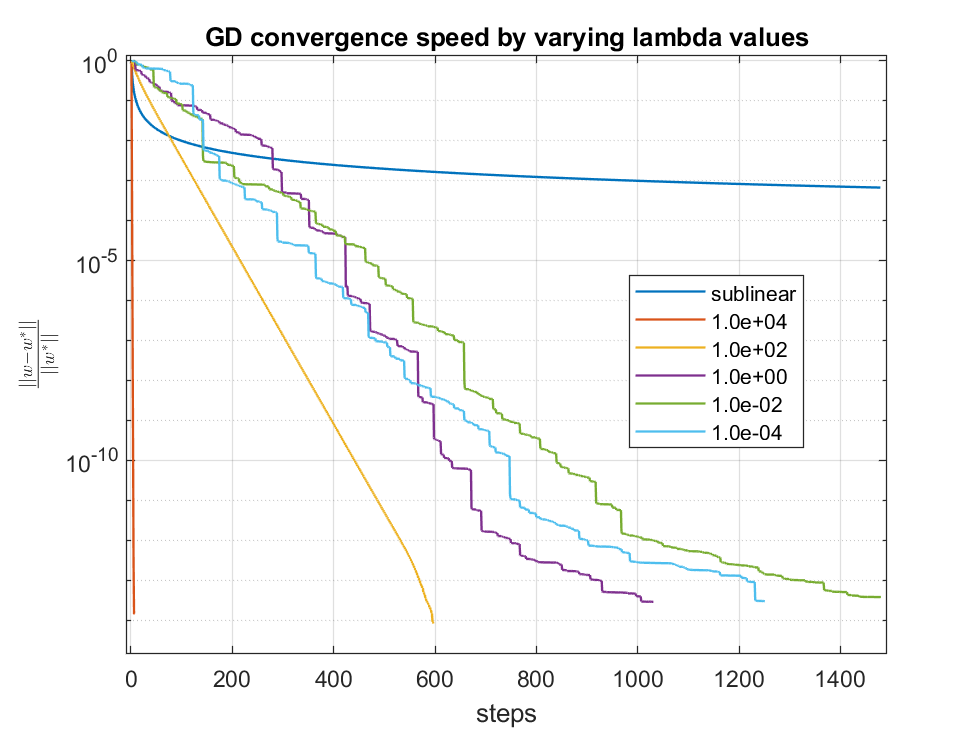 GD convergence speed by varying lambda values
10^0
10^-5
10^-10
||w−w*||
||w*||
sublinear
1.0e+04
1.0e+02
1.0e+00
1.0e-02
1.0e-04
0 200 400 600 800 1000 1200 1400
steps